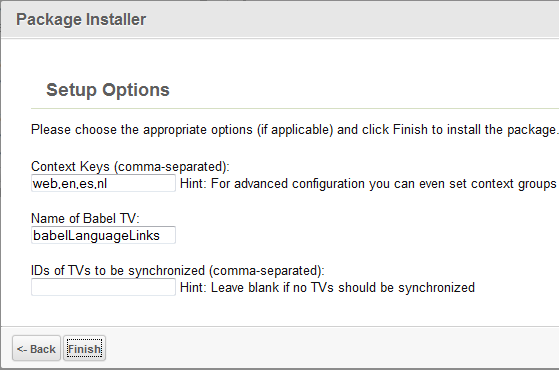 Package Installer
Setup Options
Please choose the appropriate options (if applicable) and click Finish to install the package.
Context Keys (comma-separated):
web,en,es,nl Hint: For advanced configuration you can even set context groups
Name of Babel TV:
babelLanguageLinks
IDs of TVs to be synchronized (comma-separated):
Hint: Leave blank if no TVs should be synchronized
<- Back Finish